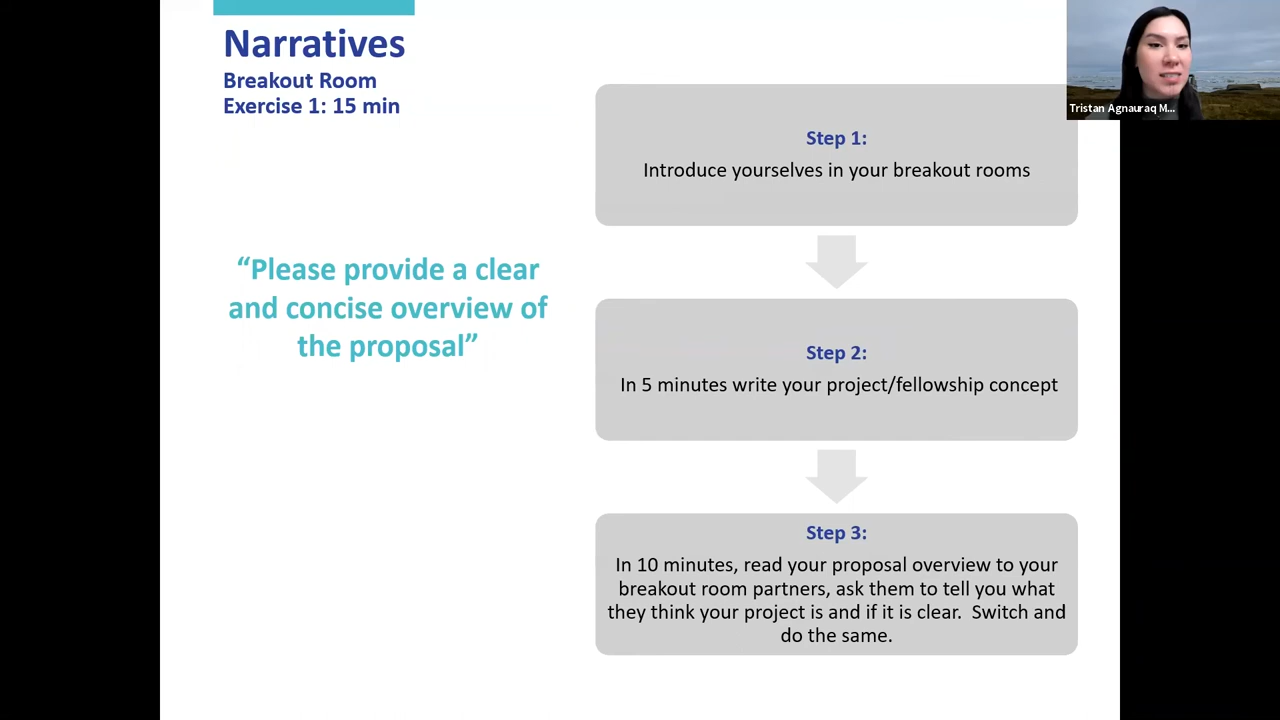 Narratives
Breakout Room
Exercise 1: 15 min
“Please provide a clear
and concise overview of
the proposal”
Step 1:
Introduce yourselves in your breakout rooms
Step 2:
In 5 minutes write your project/fellowship concept
Step 3:
In 10 minutes, read your proposal overview to your
breakout room partners, ask them to tell you what
they think your project is and if it is clear.  Switch and
do the same.
Tristan Agnauraq M...